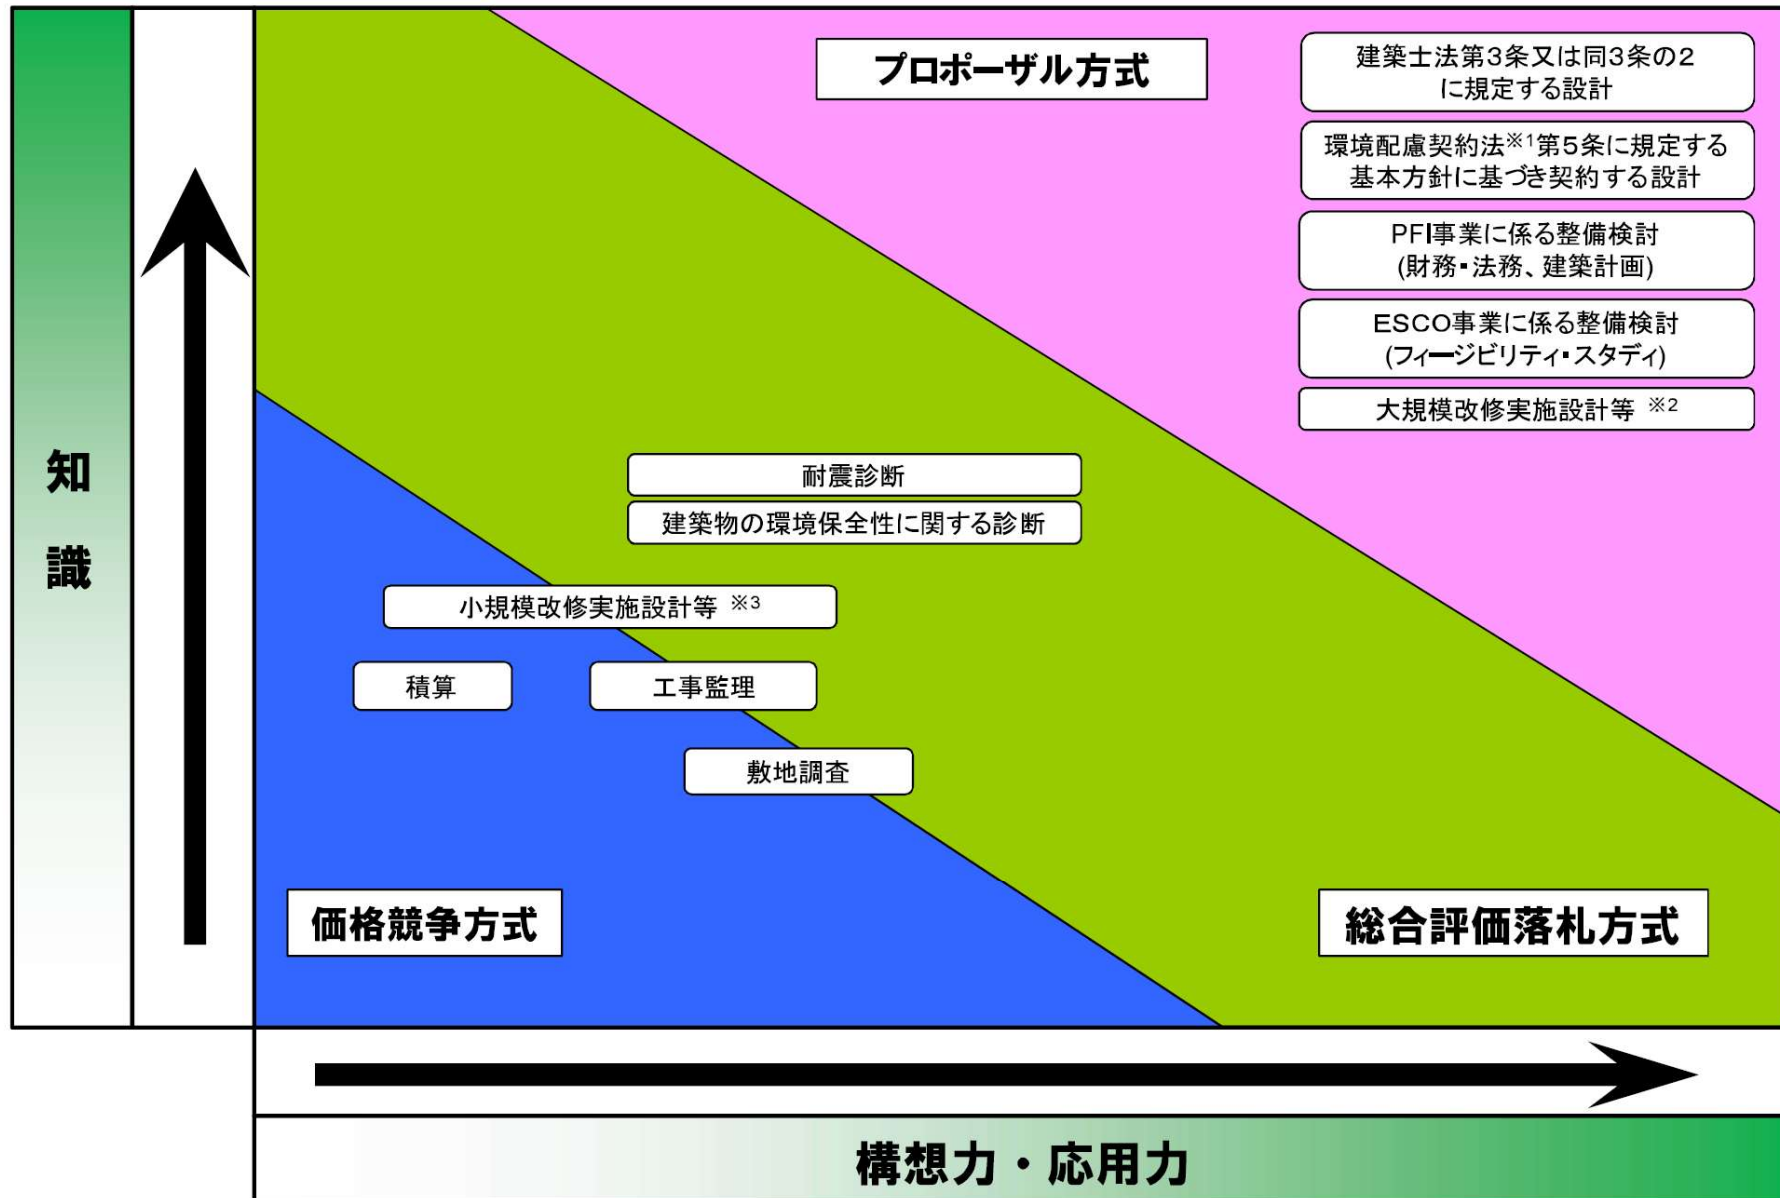 プロポーザル方式
建築士法第3条又は同3条の2
に規定する設計
環境配慮契約法※1第5条に規定する
基本方針に基づき契約する設計
PFI事業に係る整備検討
(財務・法務、建築計画)
ESCO事業に係る整備検討
(フィージビリティ・スタディ)
大規模改修実施設計等 ※2
知識
耐震診断
建築物の環境保全性に関する診断
小規模改修実施設計等 ※3
積算
工事監理
敷地調査
価格競争方式
総合評価落札方式
構想力・応用力